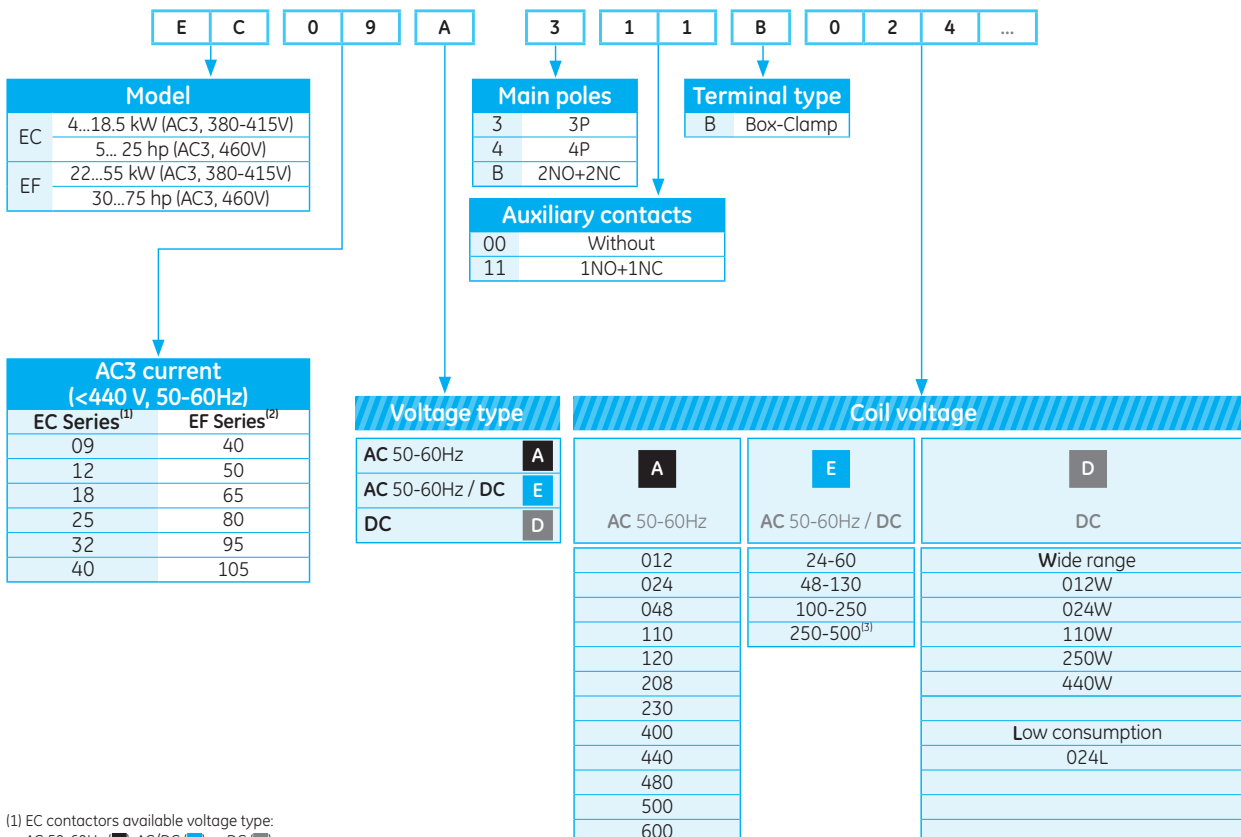 E C 0 9 A 3 1 1 B 0 2 4 ...
Model
EC 4...18.5 kW (AC3, 380-415V)
5... 25 hp (AC3, 460V)
EF 22...55 kW (AC3, 380-415V)
30...75 hp (AC3, 460V)
Main poles
3 3P
4 4P
B 2NO+2NC
Terminal type
B Box-Clamp
Auxiliary contacts
00 Without
11 1NO+1NC
AC3 current
(<440 V, 50-60Hz)
EC Series(1) EF Series(2)
09 40
12 50
18 65
25 80
32 95
40 105
Voltage type
AC 50-60Hz A
AC 50-60Hz / DC E
DC D
Coil voltage
A E D
AC 50-60Hz AC 50-60Hz / DC DC
012 24-60 Wide range
024 48-130 012W
048 100-250 024W
110 250-500(3) 110W
120 250W
208 440W
230
400 Low consumption
440 024L
480
500
600
(1) EC contactors available voltage type: